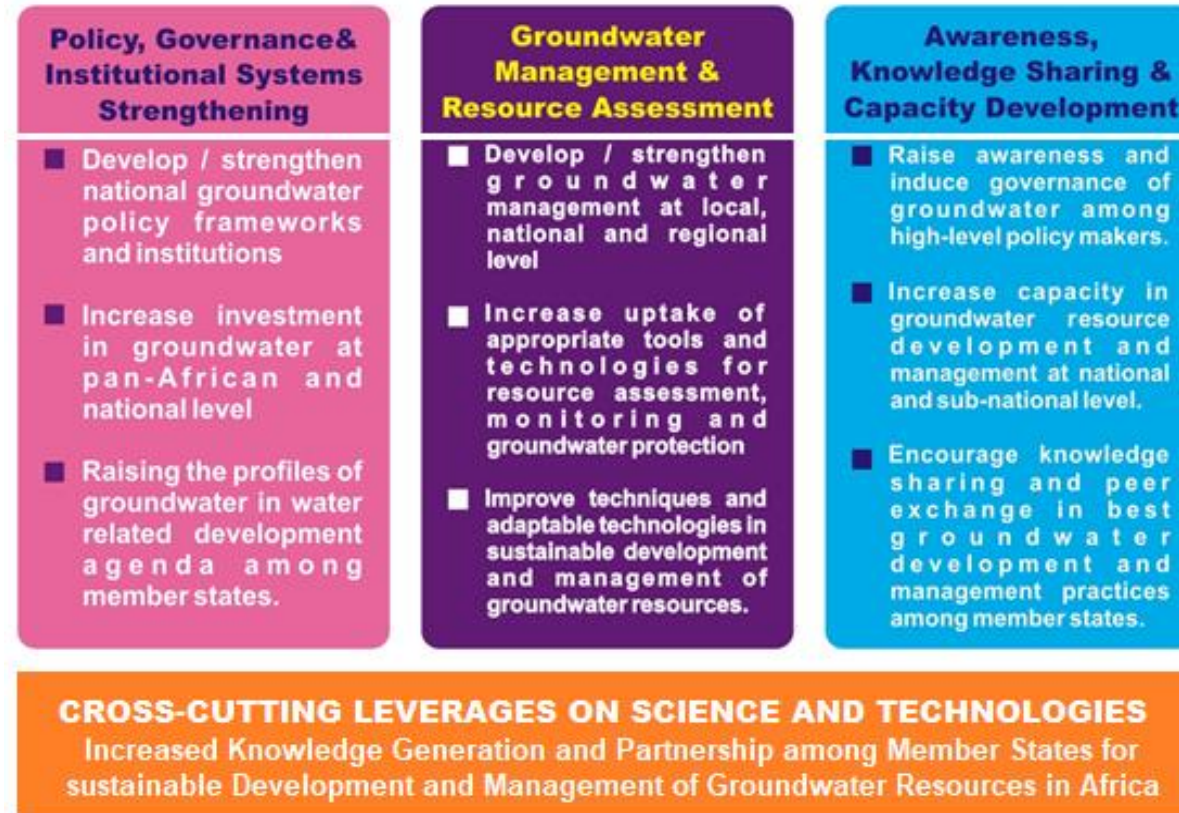 Policy, Governance&
Institutional Systems
Strengthening
Develop / strengthen
national groundwater
policy frameworks
and institutions
Increase investment
in groundwater at
pan-African and
national level
Raising the profiles of
groundwater in water
related development
agenda among
member states.
Groundwater
Management &
Resource Assessment
Develop / strengthen
groundwater
management at local,
national and regional
level
Increase uptake of
appropriate tools and
technologies for
resource assessment,
monitoring and
groundwater protection
Improve techniques and
adaptable technologies in
sustainable development
and management of
groundwater resources.
Awareness,
Knowledge Sharing &
Capacity Development
Raise awareness and
induce governance of
groundwater among
high-level policy makers.
Increase capacity in
groundwater resource
development and
management at national
and sub-national level.
Encourage knowledge
sharing and peer
exchange in best
groundwater
development and
management practices
among member states.
CROSS-CUTTING LEVERAGES ON SCIENCE AND TECHNOLOGIES
Increased Knowledge Generation and Partnership among Member States for
sustainable Development and Management of Groundwater Resources in Africa